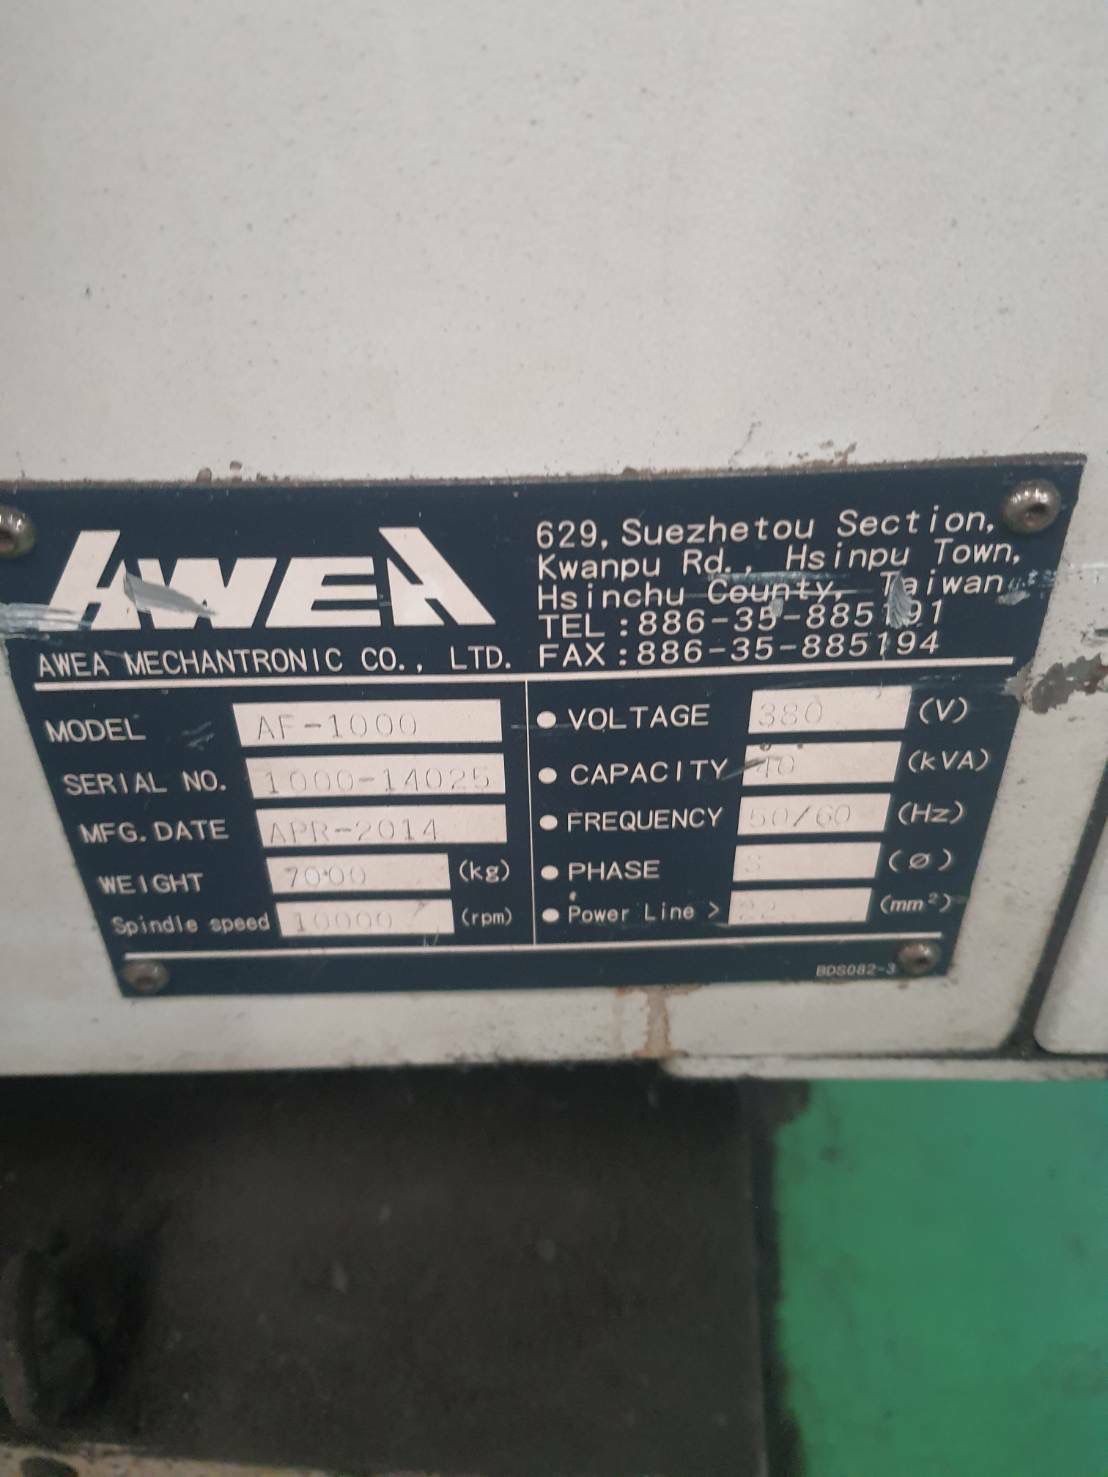 AWEA
AWEA MECHANTRONIC CO., LTD.
629, Suezhetou Section,
Kwanpu Rd., Hsinpu Town,
Hsinchu County, Taiwan
TEL:886-35-885191
FAX:886-35-885194
MODEL AF-1000
SERIAL NO. 1000-14025
MFG. DATE APR-2014
WEIGHT 7000 (kg)
Spindle speed 10000 (rpm)
● VOLTAGE 380 (V)
● CAPACITY 40 (kVA)
● FREQUENCY 50/60 (Hz)
● PHASE 3 (Ø)
● Power Line > 22 (mm²)
BDS082-3